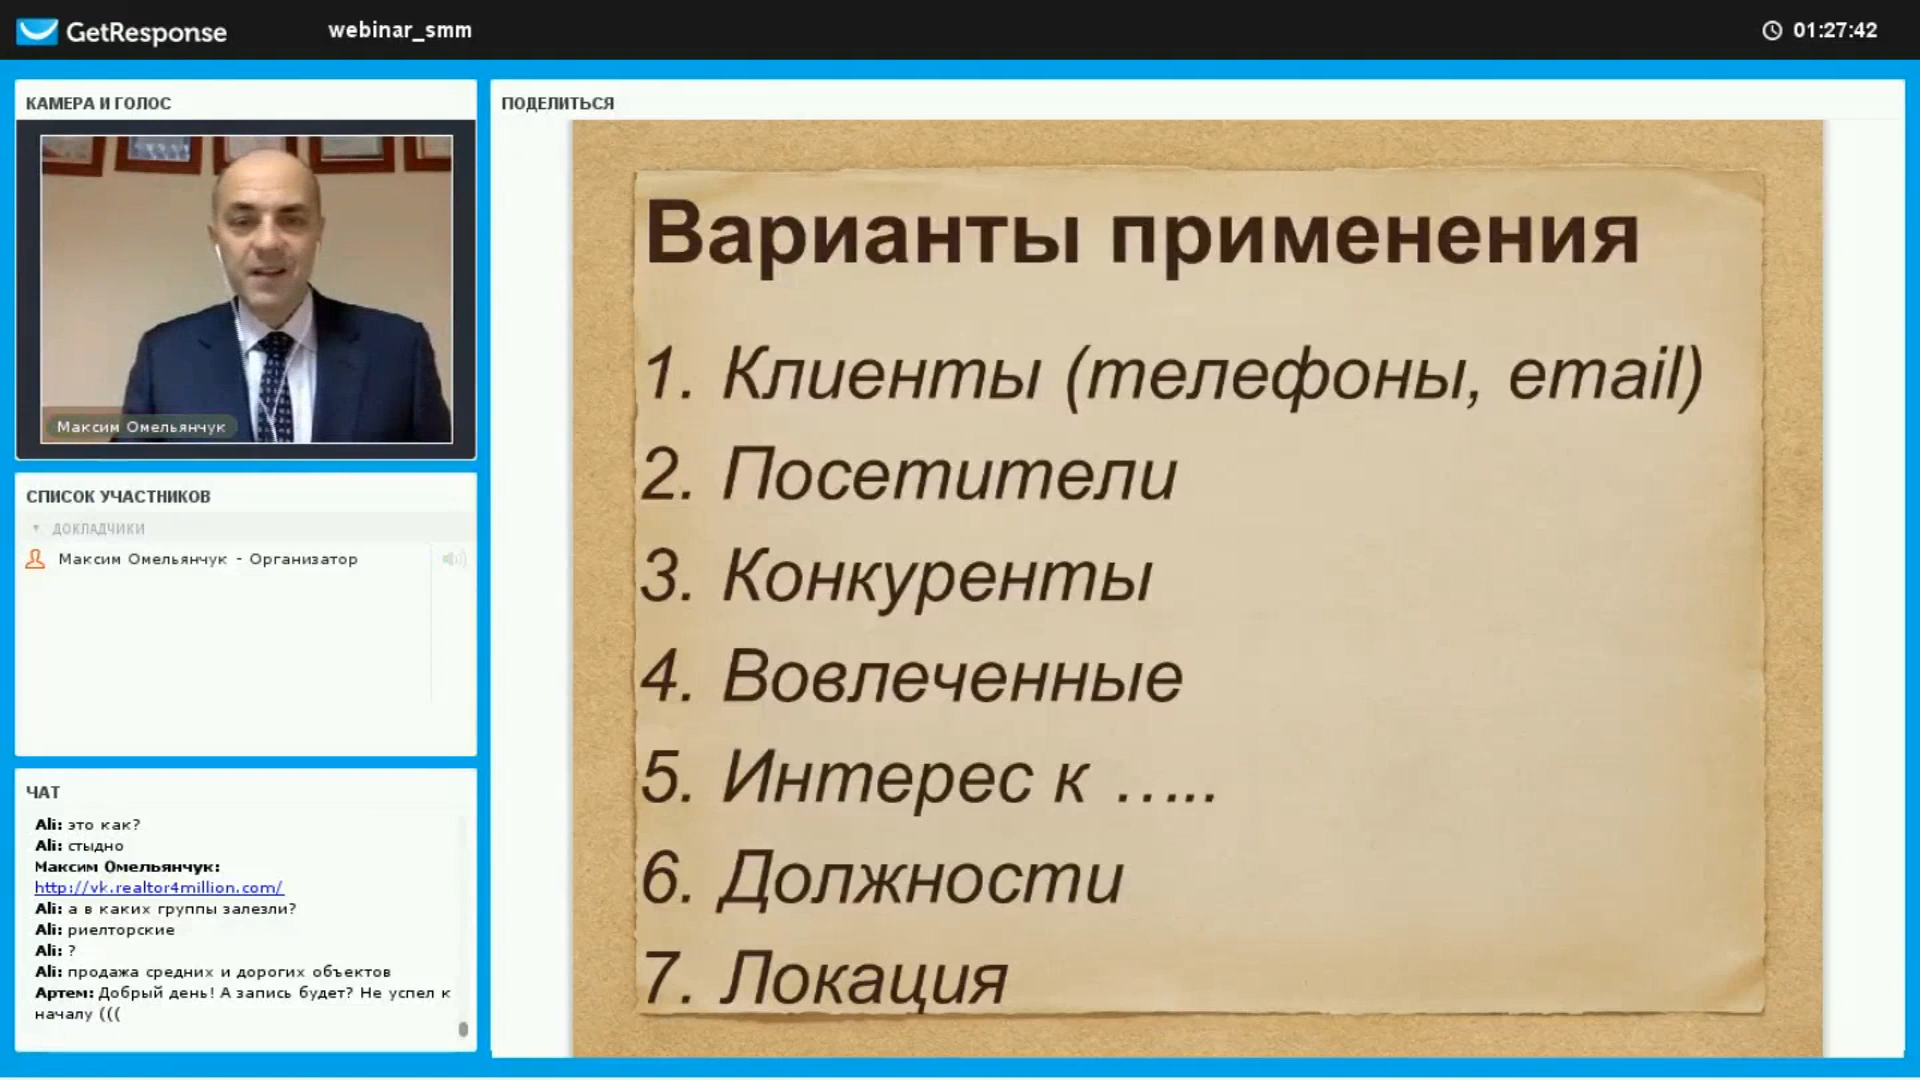 GetResponse
webinar_smm
01:27:42
КАМЕРА И ГОЛОС
Максим Омельянчук
СПИСОК УЧАСТНИКОВ
ДОКЛАДЧИКИ
Максим Омельянчук - Организатор
ЧАТ
Ali: это как?
Ali: стыдно
Максим Омельянчук:
http://vk.realtor4million.com/
Ali: а в каких группы залезли?
Ali: риелторские
Ali: ?
Ali: продажа средних и дорогих объектов
Артем: Добрый день! А запись будет? Не успел к
началу (((
ПОДЕЛИТЬСЯ
Варианты применения
1. Клиенты (телефоны, email)
2. Посетители
3. Конкуренты
4. Вовлеченные
5. Интерес к …..
6. Должности
7. Локация